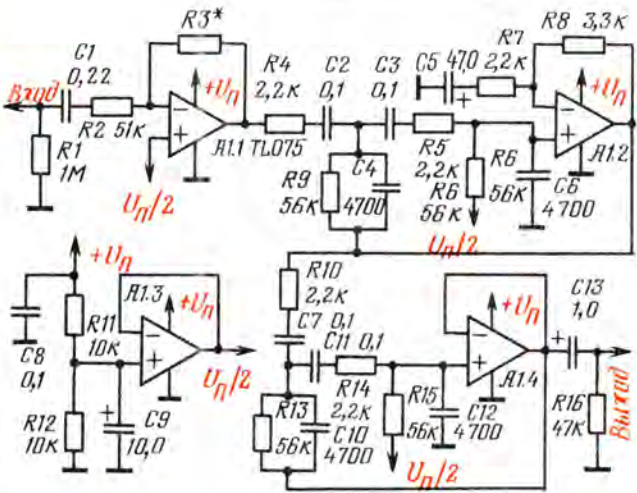 R3*
R7
R8 3,3к
C1
0,22
+Uп
R4
2,2к
C2
0,1
C3
0,1
C5
47,0
2,2к
Вход
+Uп
R2 51к
А1.1 TL075
R1
1М
Uп/2
C4
4700
R9
56к
R5
2,2к
R6
56к
R6
56к
C6
4700
А1.2
Uп/2
+Uп
C8
0,1
R11
10к
А1.3
+Uп
Uп/2
R12
10к
C9
10,0
R10
2,2к
C7 0,1
C11 0,1
R14
2,2к
R13
56к
C10
4700
R15
56к
C12
4700
Uп/2
+Uп
А1.4
C13
1,0
R16
47к
Выход